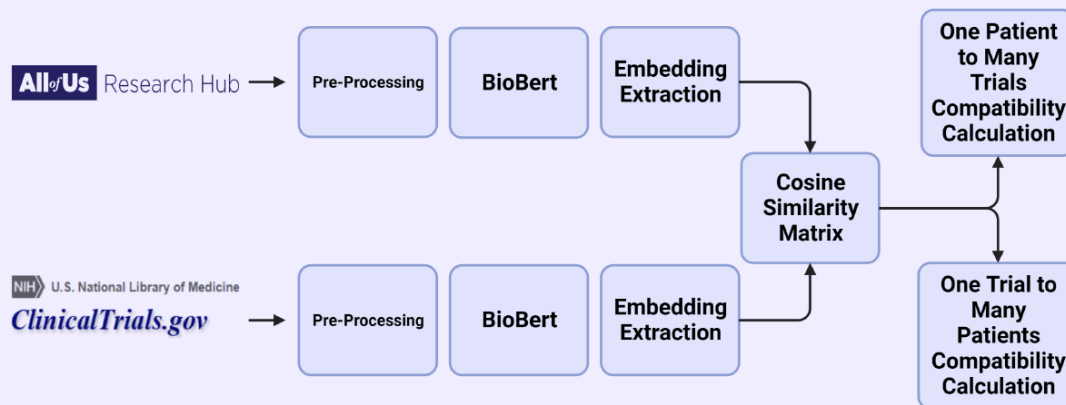 All of Us Research Hub
Pre-Processing
BioBert
Embedding
Extraction
One Patient
to Many
Trials
Compatibility
Calculation
Cosine
Similarity
Matrix
NIH U.S. National Library of Medicine
ClinicalTrials.gov
Pre-Processing
BioBert
Embedding
Extraction
One Trial to
Many
Patients
Compatibility
Calculation